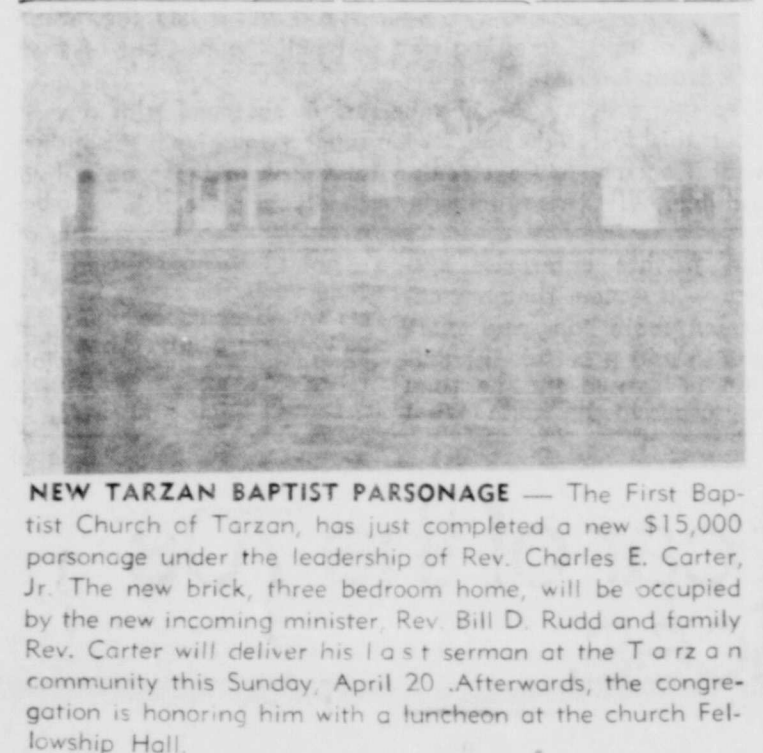 NEW TARZAN BAPTIST PARSONAGE — The First Bap-
tist Church of Tarzan, has just completed a new $15,000
parsonage under the leadership of Rev. Charles E. Carter,
Jr. The new brick, three bedroom home, will be occupied
by the new incoming minister, Rev. Bill D. Rudd and family
Rev. Carter will deliver his last serman at the Tarzan
community this Sunday, April 20 .Afterwards, the congre-
gation is honoring him with a luncheon at the church Fel-
lowship Hall.